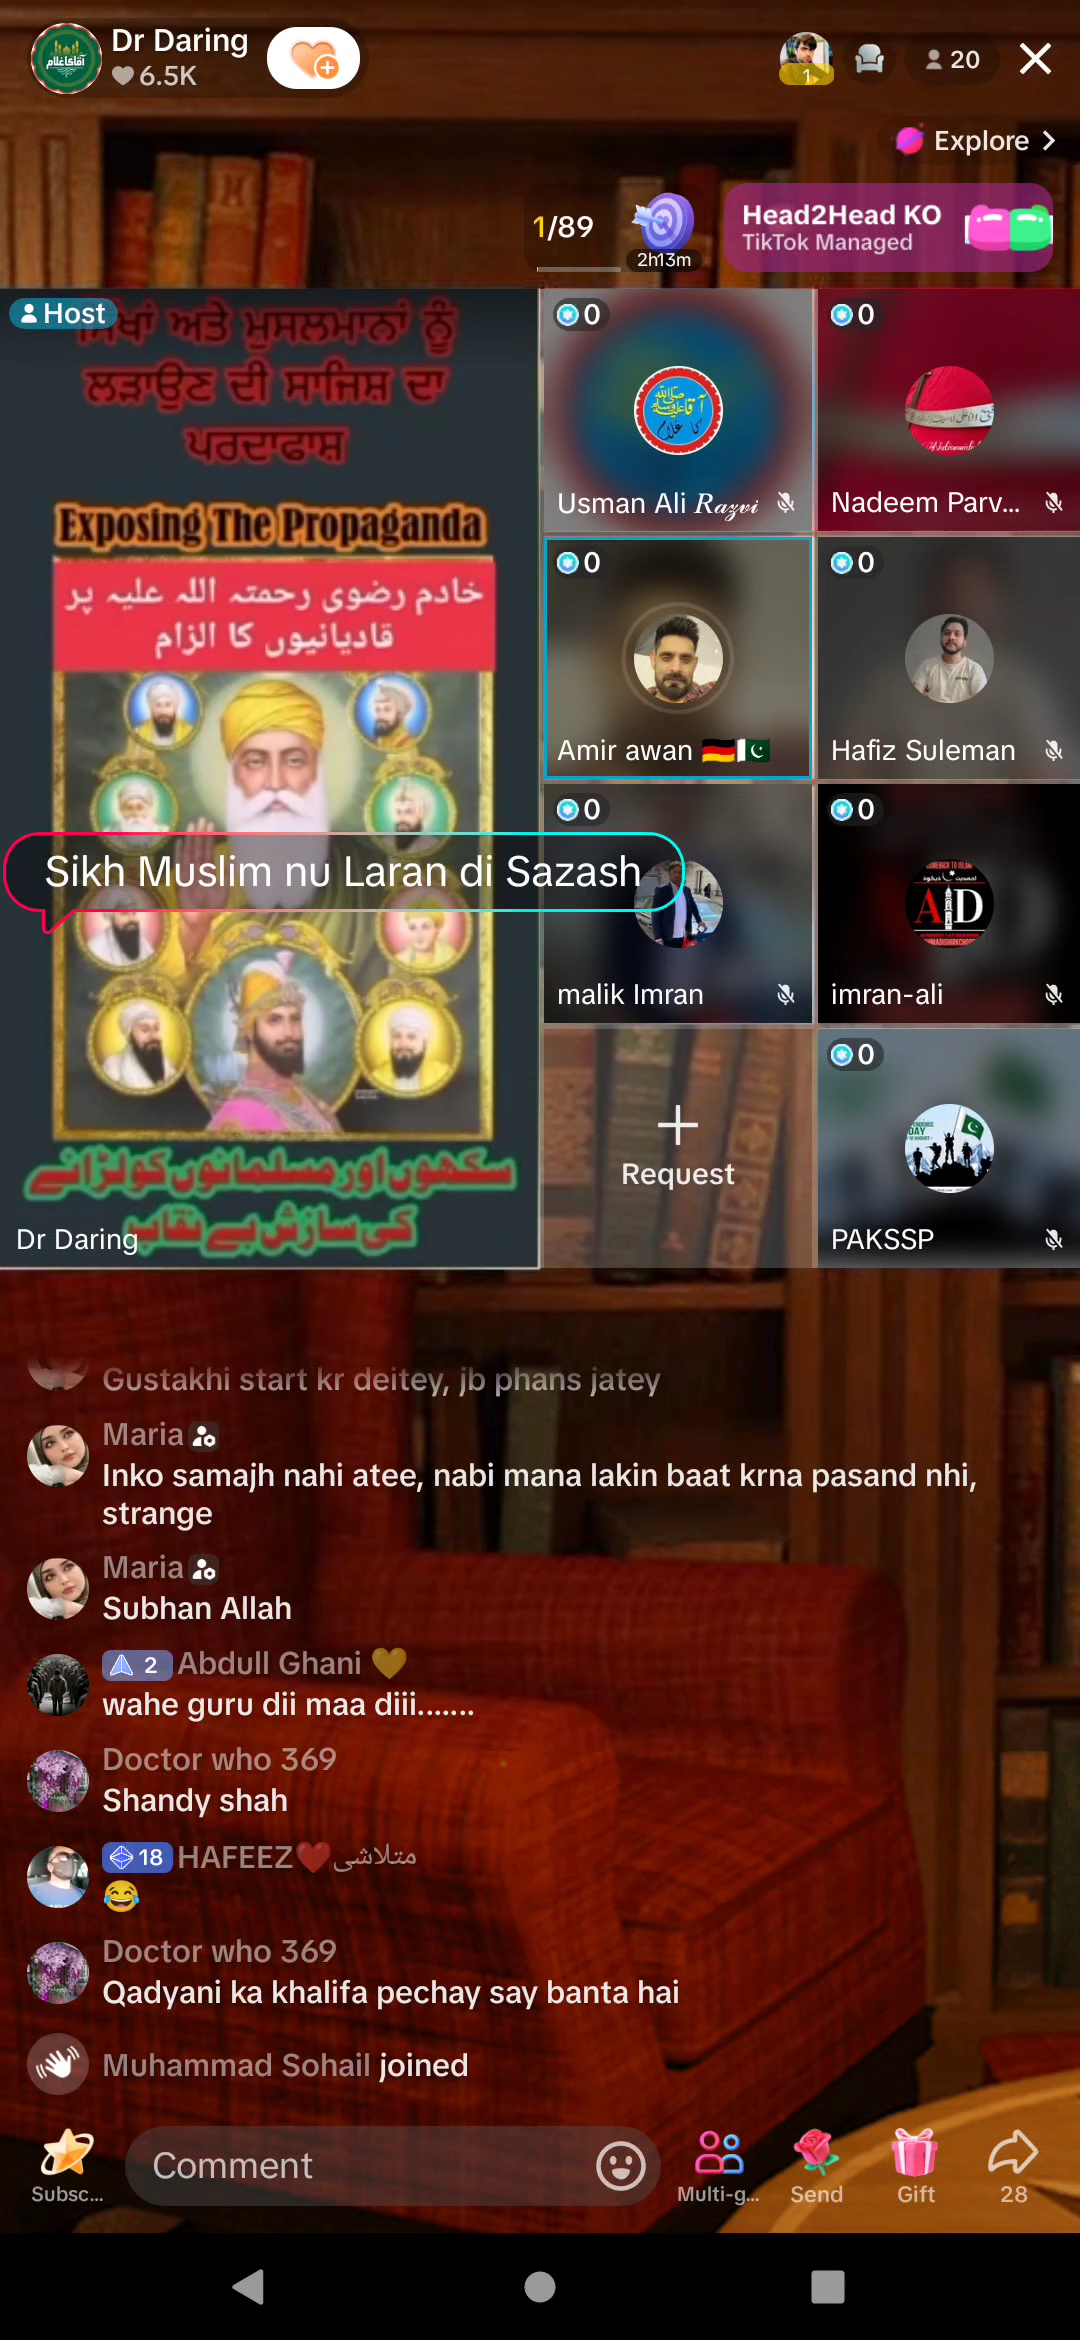 Dr Daring
6.5K
1
20
Explore
1/89
2h13m
Head2Head KO
TikTok Managed
Host
ਸਿੱਖਾਂ ਅਤੇ ਮੁਸਲਮਾਨਾਂ ਨੂੰ
ਲੜਾਉਣ ਦੀ ਸਾਜਿਸ਼ ਦਾ
ਪਰਦਾਫਾਸ਼
Exposing The Propaganda
خادم رضوی رحمتہ اللہ علیہ پر
قادیانیوں کا الزام
سکھوں اور مسلمانوں کو لڑانے
کی سازش بے نقاب
Dr Daring
Sikh Muslim nu Laran di Sazash
0
Usman Ali Razvi
0
Nadeem Parv...
0
Amir awan
0
Hafiz Suleman
0
malik Imran
0
imran-ali
Request
0
PAKSSP
Gustakhi start kr deitey, jb phans jatey
Maria
Inko samajh nahi atee, nabi mana lakin baat krna pasand nhi,
strange
Maria
Subhan Allah
2 Abdull Ghani 💛
wahe guru dii maa diii.......
Doctor who 369
Shandy shah
18 HAFEEZ❤️متلاشی
😂
Doctor who 369
Qadyani ka khalifa pechay say banta hai
Muhammad Sohail joined
Subsc...
Comment
Multi-g...
Send
Gift
28